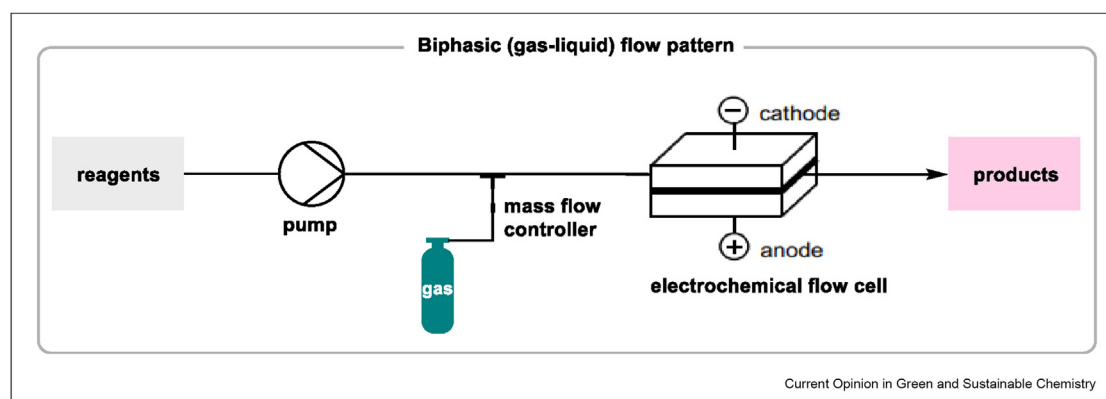 Biphasic (gas-liquid) flow pattern
cathode
reagents
products
pump
mass flow
controller
gas
anode
electrochemical flow cell
Current Opinion in Green and Sustainable Chemistry